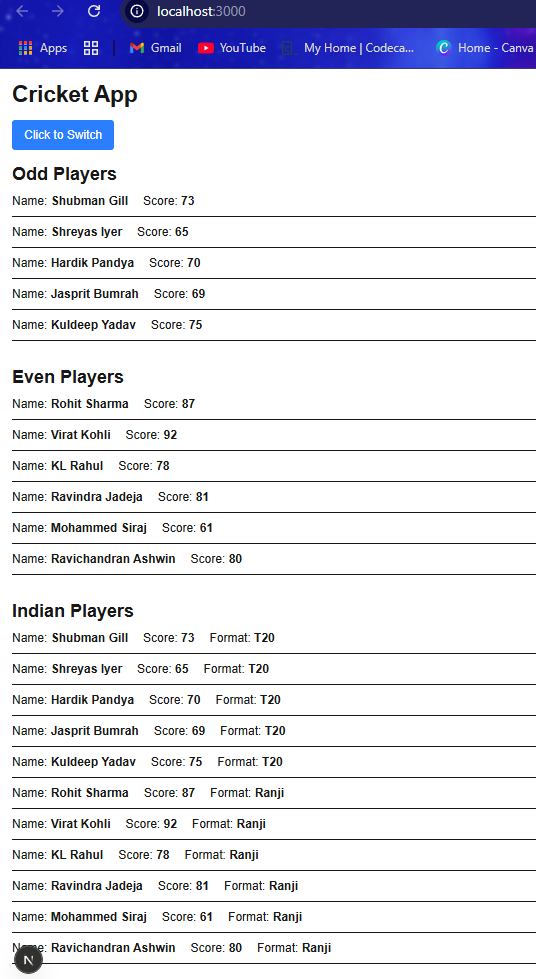 localhost:3000
Apps Gmail YouTube My Home | Codeca... Home - Canva
Cricket App
Click to Switch
Odd Players
Name: Shubman Gill Score: 73
Name: Shreyas Iyer Score: 65
Name: Hardik Pandya Score: 70
Name: Jasprit Bumrah Score: 69
Name: Kuldeep Yadav Score: 75
Even Players
Name: Rohit Sharma Score: 87
Name: Virat Kohli Score: 92
Name: KL Rahul Score: 78
Name: Ravindra Jadeja Score: 81
Name: Mohammed Siraj Score: 61
Name: Ravichandran Ashwin Score: 80
Indian Players
Name: Shubman Gill Score: 73 Format: T20
Name: Shreyas Iyer Score: 65 Format: T20
Name: Hardik Pandya Score: 70 Format: T20
Name: Jasprit Bumrah Score: 69 Format: T20
Name: Kuldeep Yadav Score: 75 Format: T20
Name: Rohit Sharma Score: 87 Format: Ranji
Name: Virat Kohli Score: 92 Format: Ranji
Name: KL Rahul Score: 78 Format: Ranji
Name: Ravindra Jadeja Score: 81 Format: Ranji
Name: Mohammed Siraj Score: 61 Format: Ranji
Name: Ravichandran Ashwin Score: 80 Format: Ranji
N